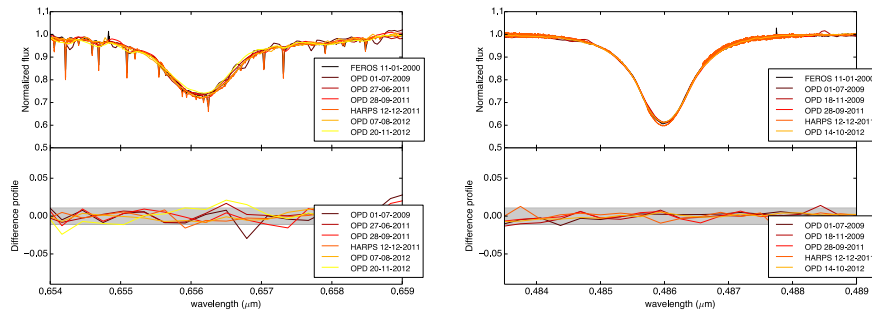 1.1
1.0
0.9
0.8
0.7
0.6
0.5
Normalized flux
FEROS 11-01-2000
OPD 01-07-2009
OPD 27-06-2011
OPD 28-09-2011
HARPS 12-12-2011
OPD 07-08-2012
OPD 20-11-2012
0.05
0.00
−0.05
Difference profile
OPD 01-07-2009
OPD 27-06-2011
OPD 28-09-2011
HARPS 12-12-2011
OPD 07-08-2012
OPD 20-11-2012
0,654 0,655 0,656 0,657 0,658 0,659
wavelength (μm)
1.1
1.0
0.9
0.8
0.7
0.6
0.5
Normalized flux
FEROS 11-01-2000
OPD 01-07-2009
OPD 18-11-2009
OPD 28-09-2011
HARPS 12-12-2011
OPD 14-10-2012
0.05
0.00
−0.05
Difference profile
OPD 01-07-2009
OPD 18-11-2009
OPD 28-09-2011
HARPS 12-12-2011
OPD 14-10-2012
0,484 0,485 0,486 0,487 0,488 0,489
wavelength (μm)